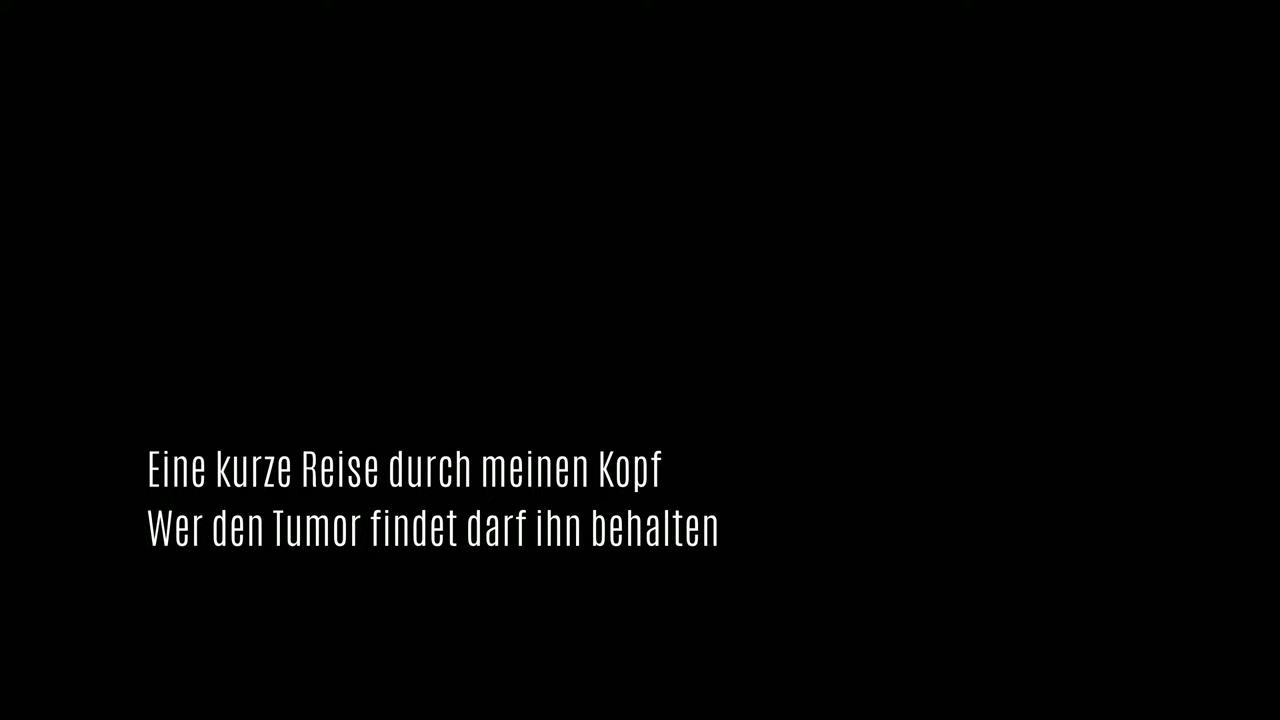 Eine kurze Reise durch meinen Kopf
Wer den Tumor findet darf ihn behalten